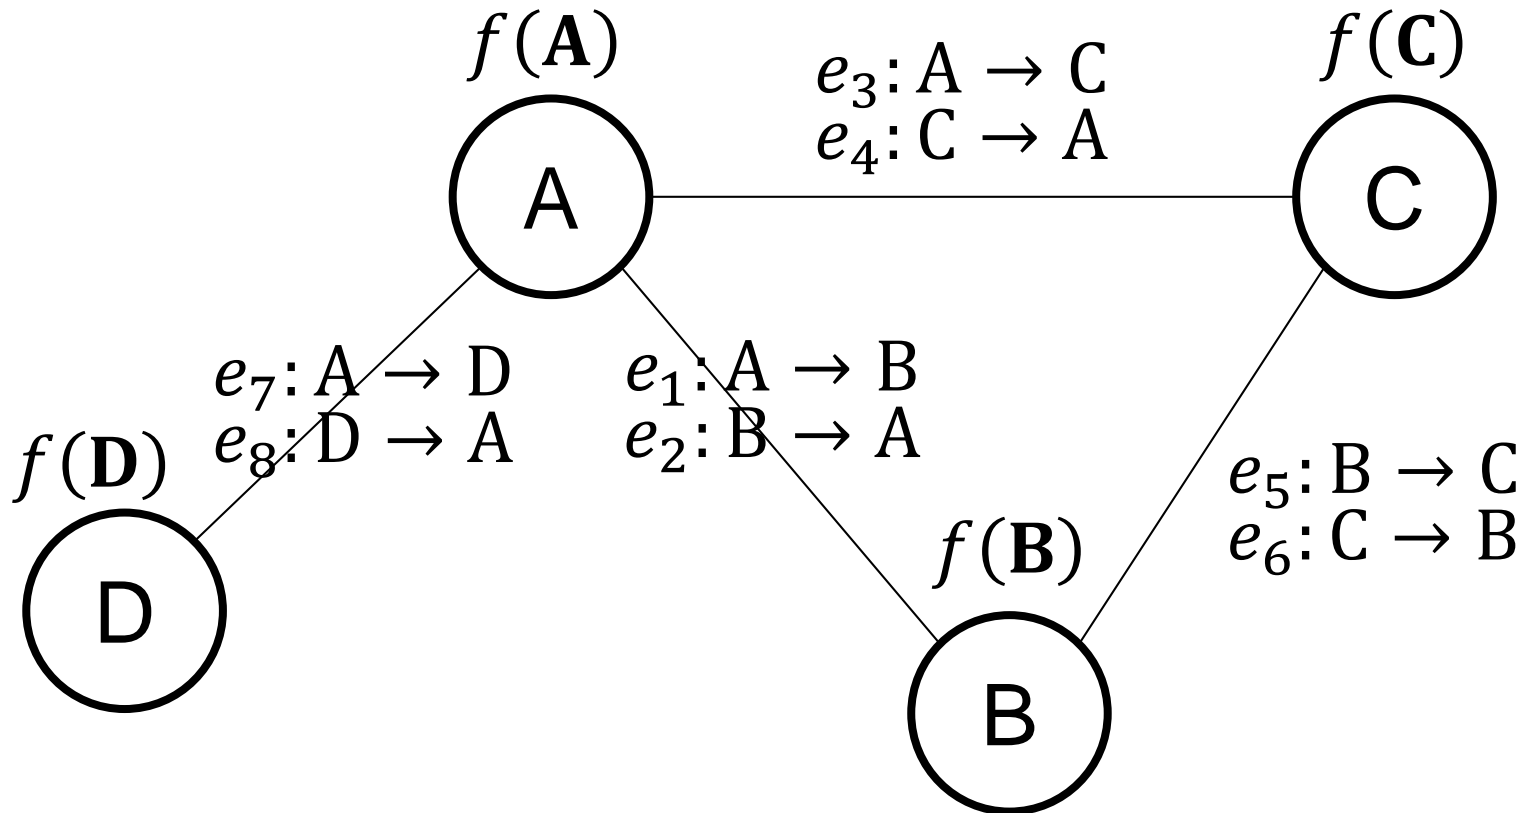 f(A)
f(C)
e₃: A → C
e₄: C → A
A
C
e₇: A → D
e₈: D → A
e₁: A → B
e₂: B → A
f(D)
e₅: B → C
e₆: C → B
f(B)
D
B